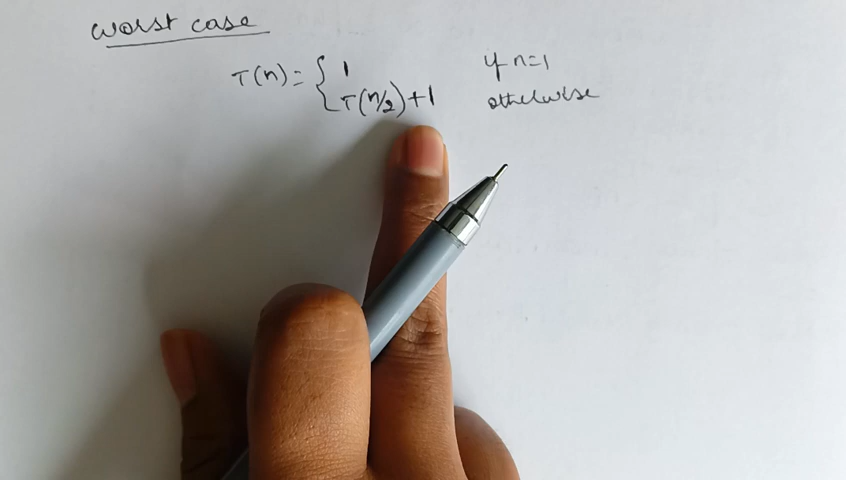 worst case
T(n) = { 1 if n=1
T(n/2)+1 otherwise